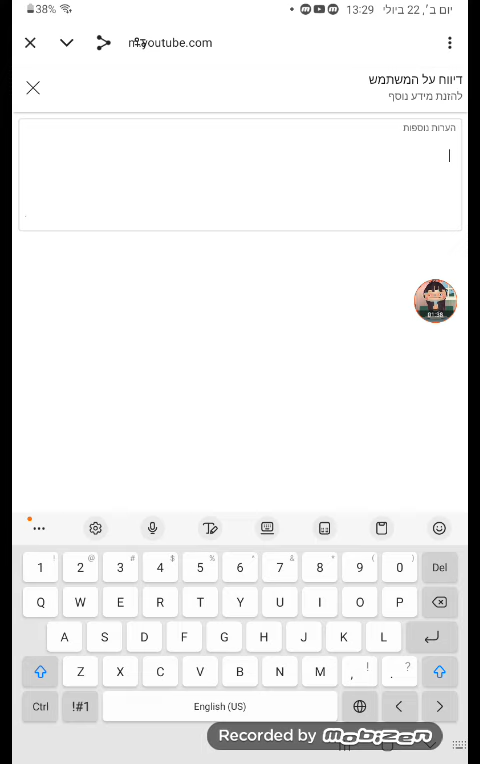 38%
13:29 יום ב׳, 22 ביולי
m.youtube.com
דיווח על המשתמש
להזנת מידע נוסף
הערות נוספות
01:38
1 ! 2 @ 3 # 4 $ 5 % 6 ^ 7 & 8 * 9 ( 0 ) Del
Q W E R T Y U I O P
A S D F G H J K L
Z X C V B N M , ! . ?
Ctrl !#1 English (US)
Recorded by mobizen